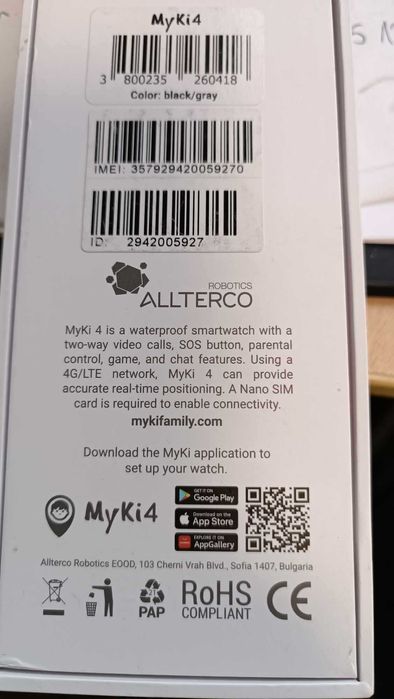 MyKi4
3 800235 260418
Color: black/gray
IMEI: 357929420059270
ID: 2942005927
ROBOTICS
ALLTERCO
MyKi 4 is a waterproof smartwatch with a
two-way video calls, SOS button, parental
control, game, and chat features. Using a
4G/LTE network, MyKi 4 can provide
accurate real-time positioning. A Nano SIM
card is required to enable connectivity.
mykifamily.com
Download the MyKi application to
set up your watch.
MyKi4
GET IT ON
Google Play
Download on the
App Store
EXPLORE IT ON
AppGallery
Allterco Robotics EOOD, 103 Cherni Vrah Blvd., Sofia 1407, Bulgaria
21
PAP
RoHS
COMPLIANT
CE